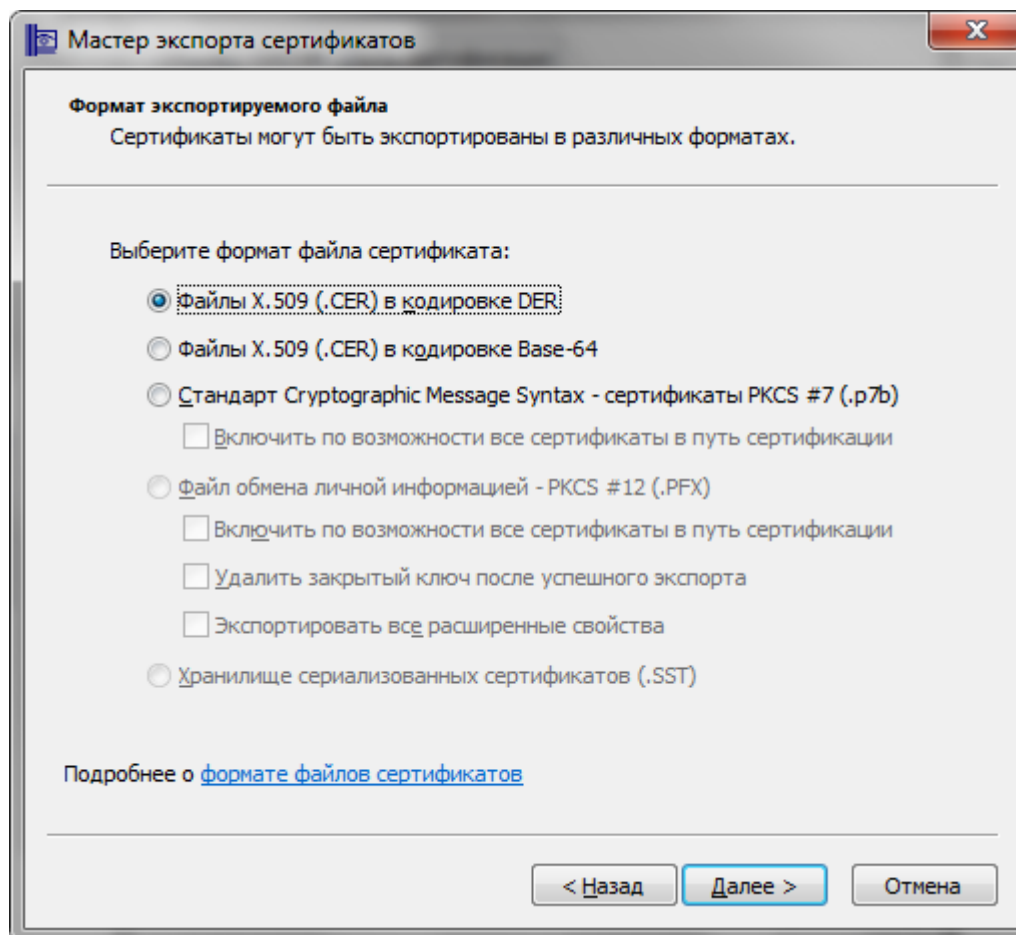 Мастер экспорта сертификатов
Формат экспортируемого файла
Сертификаты могут быть экспортированы в различных форматах.
Выберите формат файла сертификата:
Файлы X.509 (.CER) в кодировке DER
Файлы X.509 (.CER) в кодировке Base-64
Стандарт Cryptographic Message Syntax - сертификаты PKCS #7 (.p7b)
Включить по возможности все сертификаты в путь сертификации
Файл обмена личной информацией - PKCS #12 (.PFX)
Включить по возможности все сертификаты в путь сертификации
Удалить закрытый ключ после успешного экспорта
Экспортировать все расширенные свойства
Хранилище сериализованных сертификатов (.SST)
Подробнее о формате файлов сертификатов
< Назад Далее > Отмена